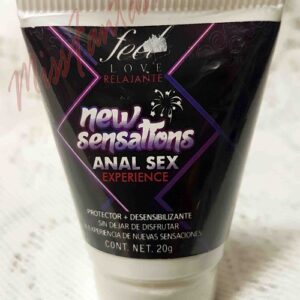 feel
LOVE
RELAJANTE
new
sensations
ANAL SEX
EXPERIENCE
PROTECTOR + DESENSIBILIZANTE
SIN DEJAR DE DISFRUTAR
EXPERIENCIA DE NUEVAS SENSACIONES
CONT. NET. 20g